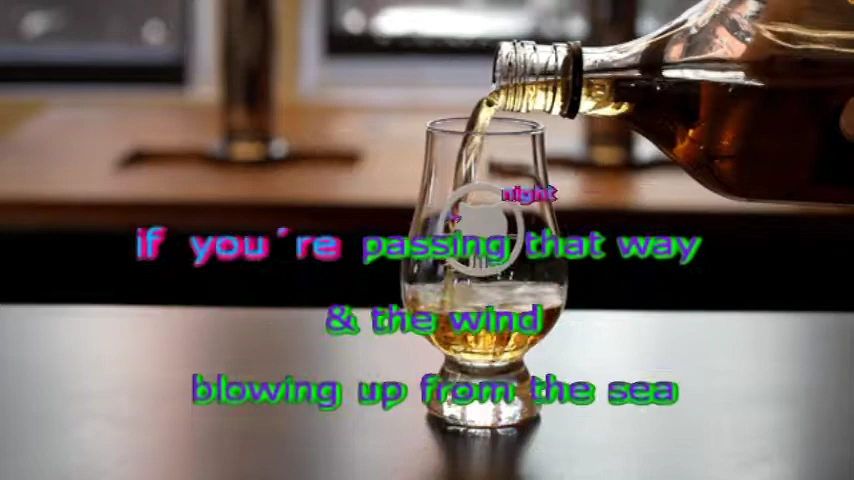 night
if you´re passing that way
& the wind
blowing up from the sea